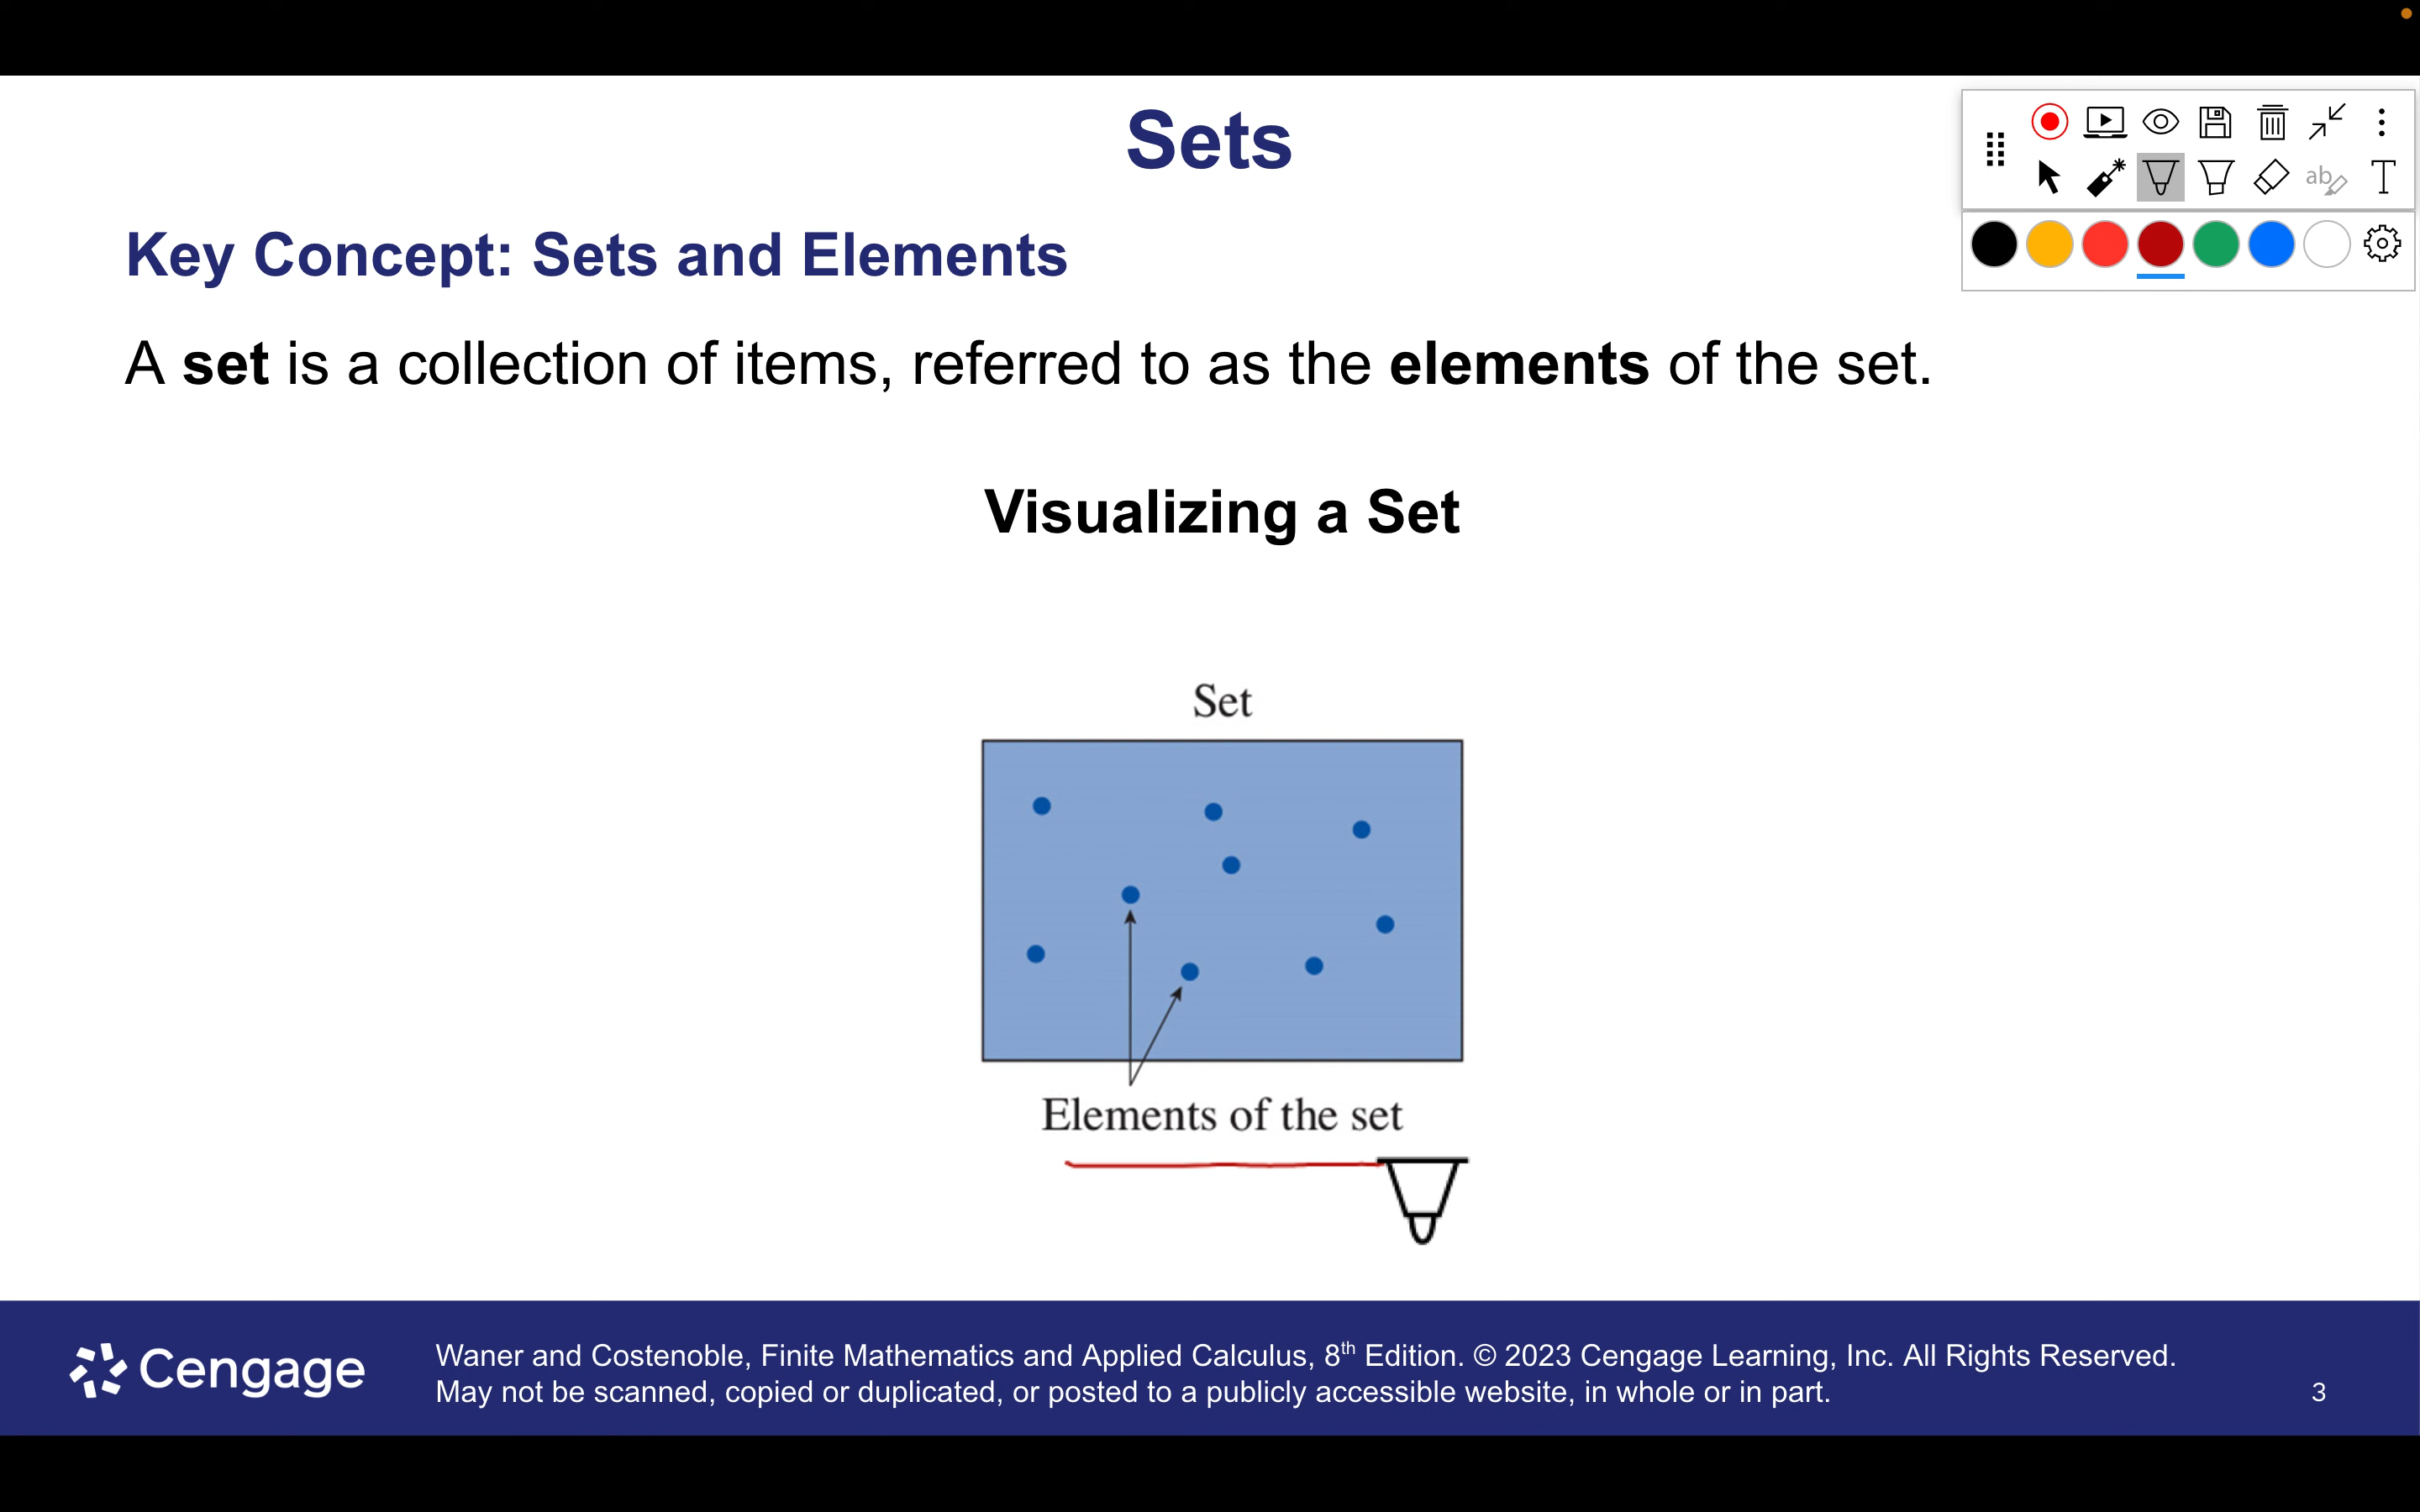 Sets
Key Concept: Sets and Elements
A set is a collection of items, referred to as the elements of the set.
Visualizing a Set
Set
Elements of the set
ab
T
Cengage
Waner and Costenoble, Finite Mathematics and Applied Calculus, 8th Edition. © 2023 Cengage Learning, Inc. All Rights Reserved.
May not be scanned, copied or duplicated, or posted to a publicly accessible website, in whole or in part.
3